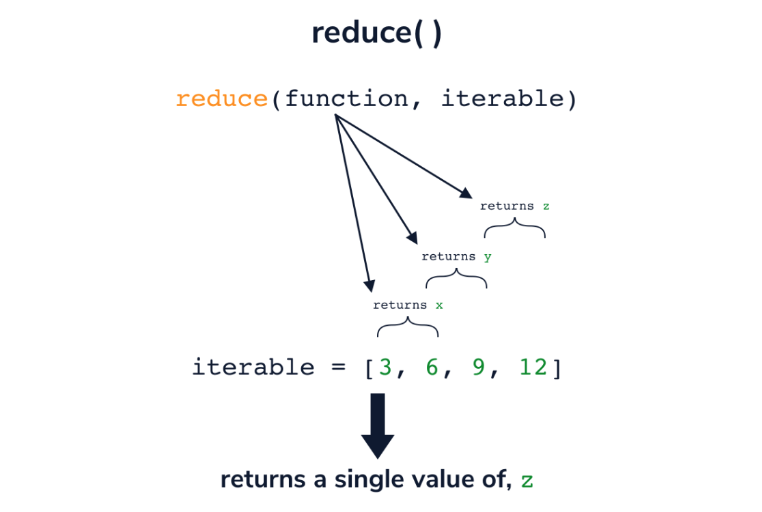 reduce( )
reduce(function, iterable)
returns z
returns y
returns x
iterable = [3, 6, 9, 12]
returns a single value of, z